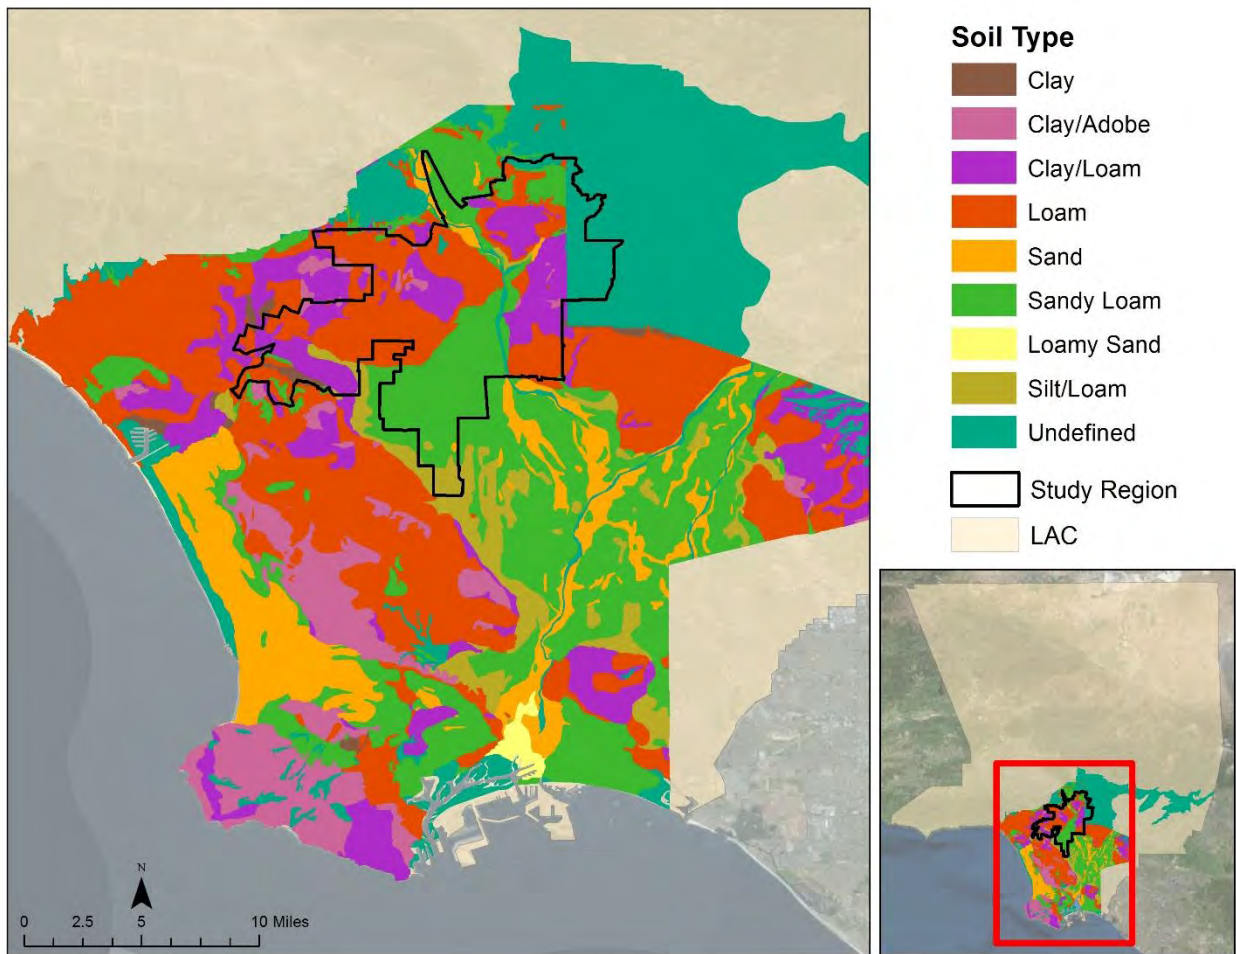 Soil Type
Clay
Clay/Adobe
Clay/Loam
Loam
Sand
Sandy Loam
Loamy Sand
Silt/Loam
Undefined
Study Region
LAC
N
0 2.5 5 10 Miles